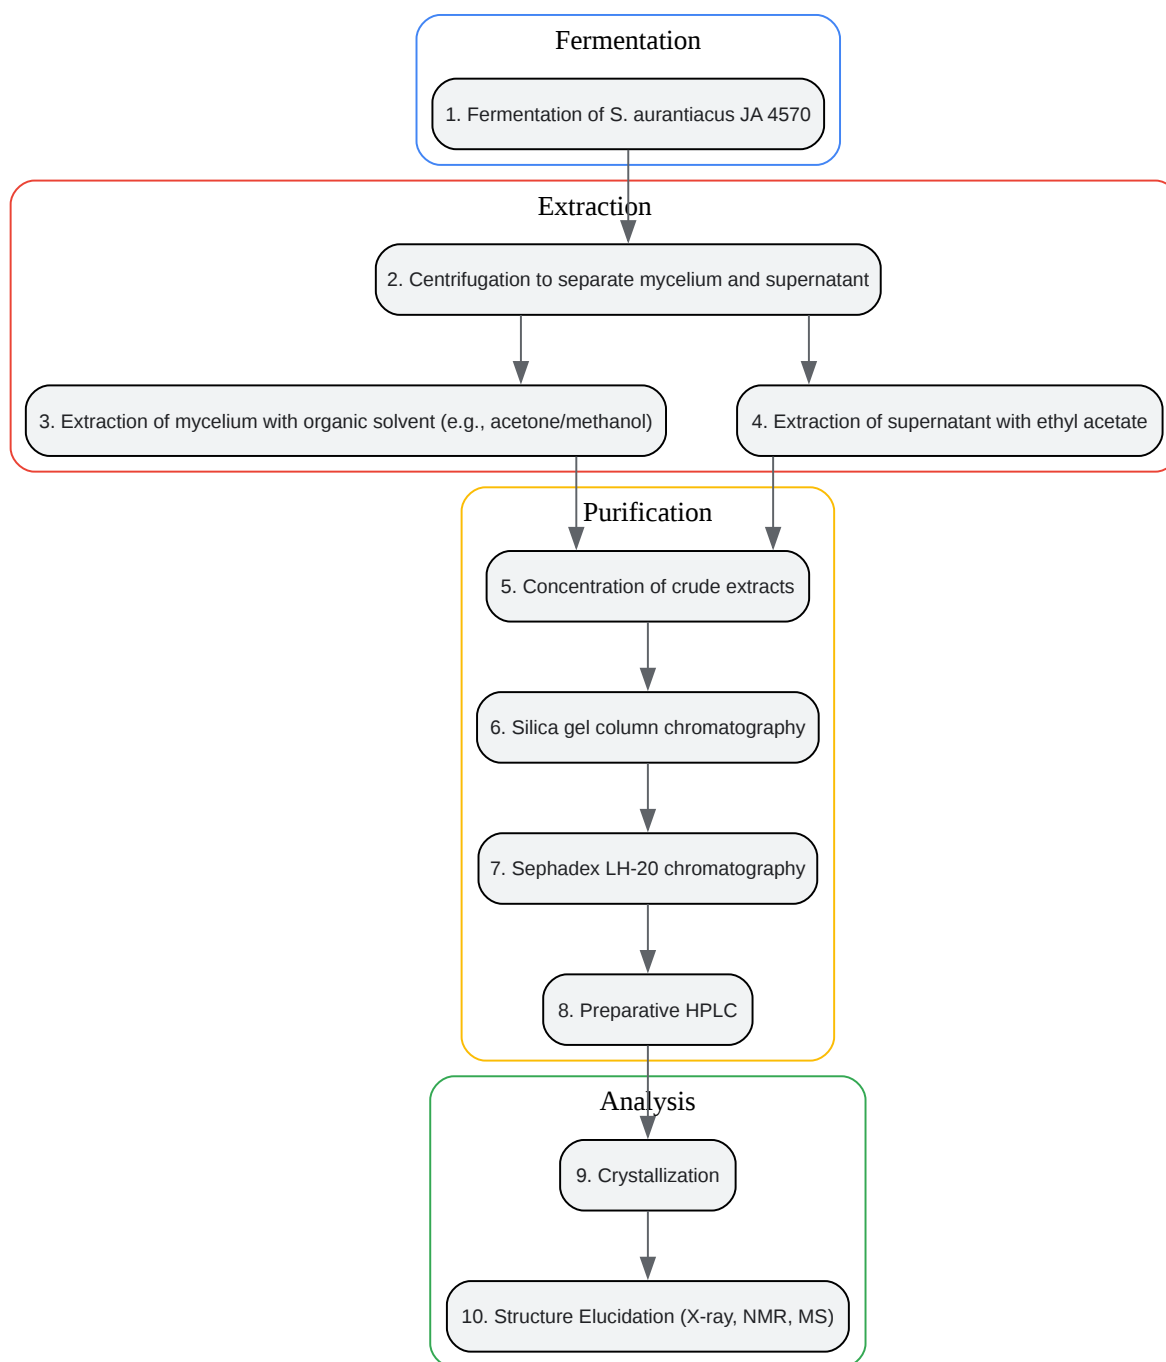 Fermentation
1. Fermentation of S. aurantiacus JA 4570
Extraction
2. Centrifugation to separate mycelium and supernatant
3. Extraction of mycelium with organic solvent (e.g., acetone/methanol)
4. Extraction of supernatant with ethyl acetate
Purification
5. Concentration of crude extracts
6. Silica gel column chromatography
7. Sephadex LH-20 chromatography
8. Preparative HPLC
Analysis
9. Crystallization
10. Structure Elucidation (X-ray, NMR, MS)